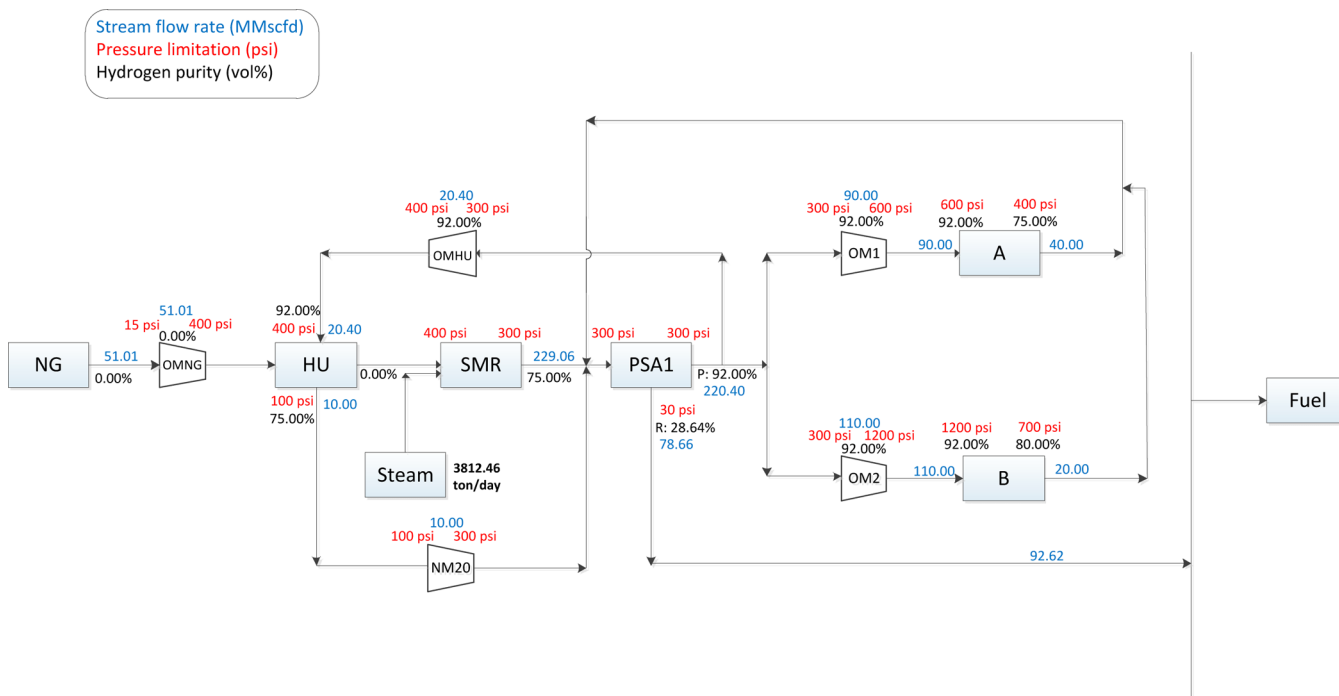 Stream flow rate (MMscfd)
Pressure limitation (psi)
Hydrogen purity (vol%)
20.40
400 psi 300 psi
92.00%
OMHU
90.00
300 psi 600 psi
92.00%
OM1
90.00
600 psi
92.00%
A
400 psi
75.00%
40.00
NG
51.01
0.00%
51.01
15 psi 400 psi
0.00%
OMNG
92.00%
400 psi 20.40
HU
0.00%
100 psi 10.00
75.00%
400 psi 300 psi
SMR
229.06
75.00%
300 psi 300 psi
PSA1
P: 92.00%
220.40
30 psi
R: 28.64%
78.66
Fuel
Steam
3812.46
ton/day
110.00
300 psi 1200 psi
92.00%
OM2
110.00
1200 psi
92.00%
B
700 psi
80.00%
20.00
10.00
100 psi 300 psi
NM20
92.62